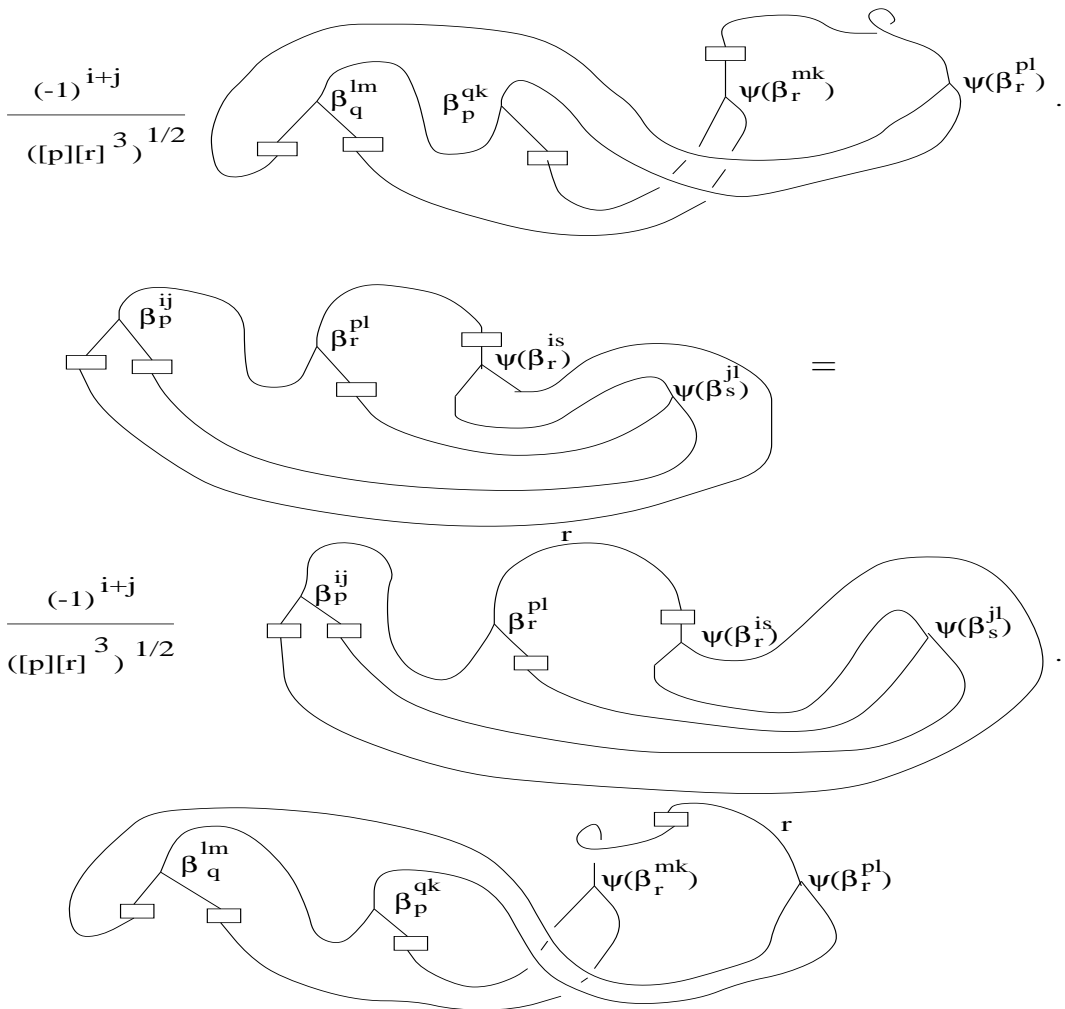 (-1)^{i+j} / ([p][r]^3)^{1/2} β_q^{lm} β_p^{qk} ψ(β_r^{mk}) ψ(β_r^{pl}) .
β_p^{ij} β_r^{pl} ψ(β_r^{is}) ψ(β_s^{jl}) =
r
(-1)^{i+j} / ([p][r]^3)^{1/2} β_p^{ij} β_r^{pl} ψ(β_r^{is}) ψ(β_s^{jl}) .
r
β_q^{lm} β_p^{qk} ψ(β_r^{mk}) ψ(β_r^{pl})